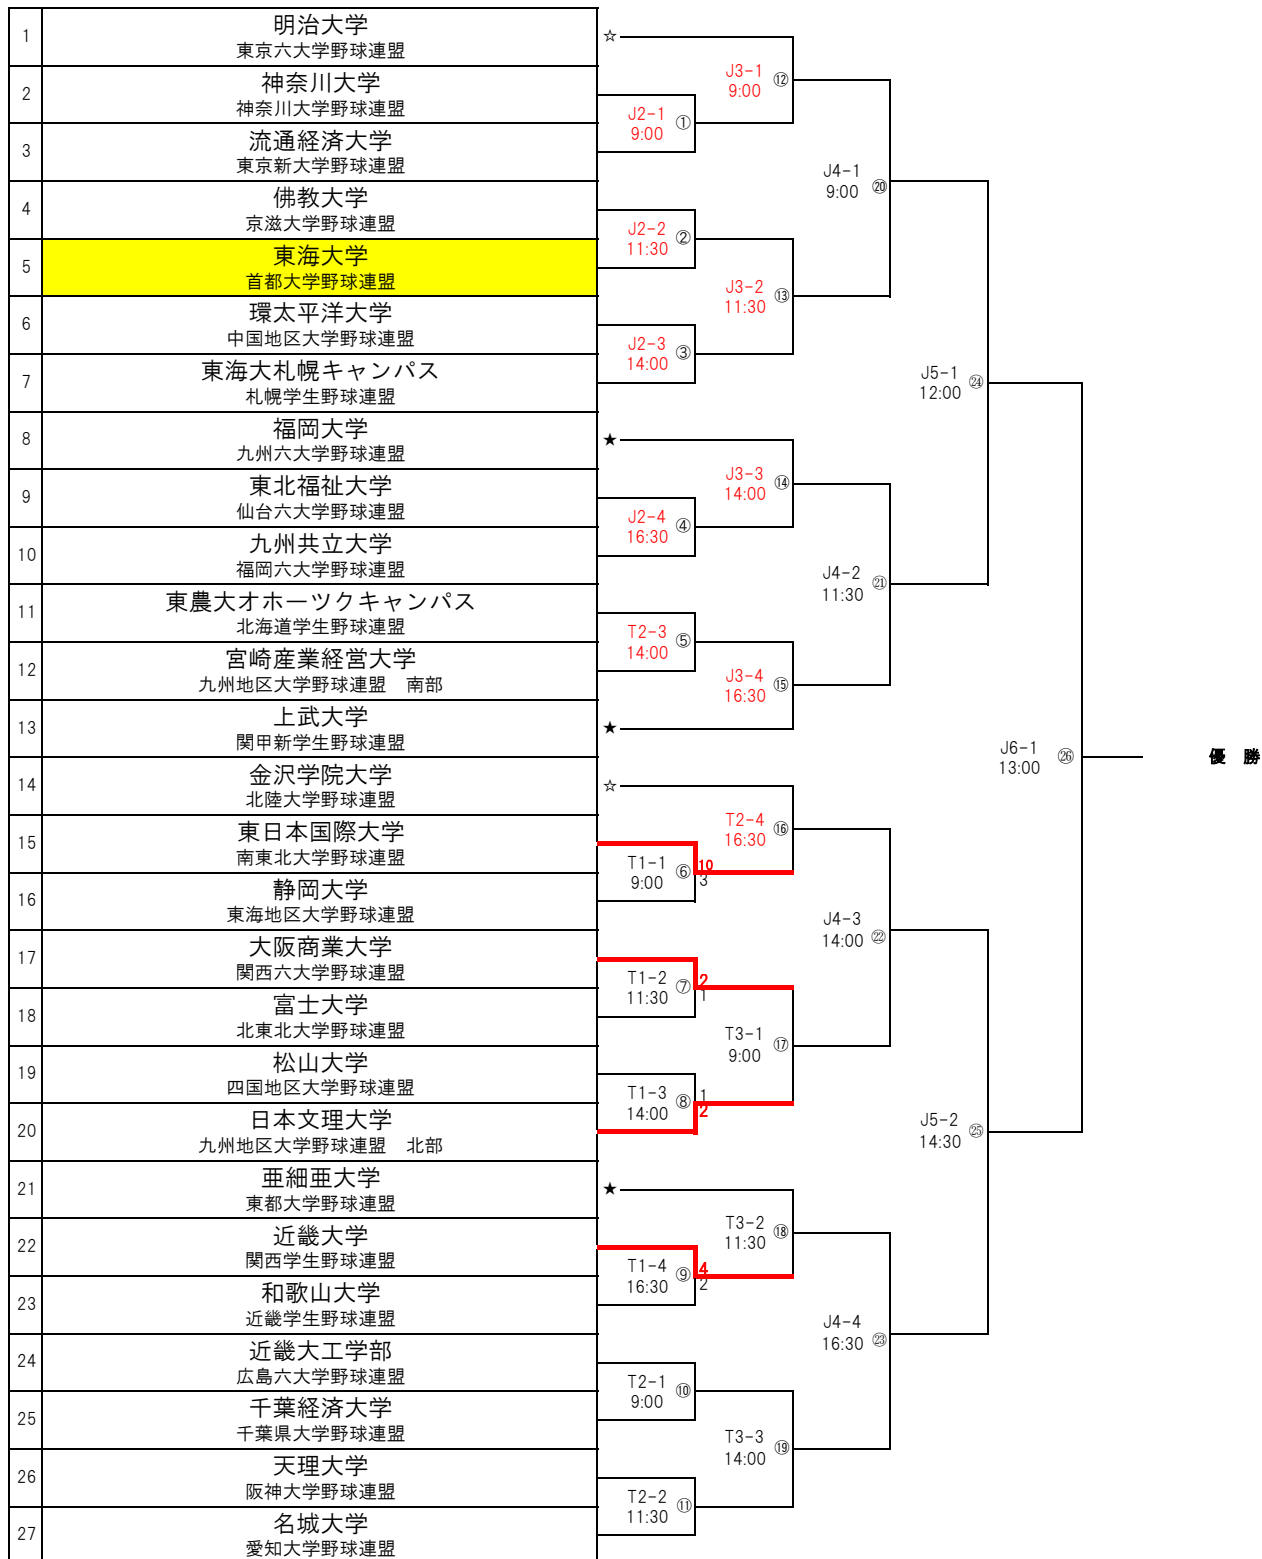 1
明治大学
東京六大学野球連盟
☆
2
神奈川大学
神奈川大学野球連盟
3
流通経済大学
東京新大学野球連盟
4
佛教大学
京滋大学野球連盟
5
東海大学
首都大学野球連盟
6
環太平洋大学
中国地区大学野球連盟
7
東海大札幌キャンパス
札幌学生野球連盟
8
福岡大学
九州六大学野球連盟
★
9
東北福祉大学
仙台六大学野球連盟
10
九州共立大学
福岡六大学野球連盟
11
東農大オホーツクキャンパス
北海道学生野球連盟
12
宮崎産業経営大学
九州地区大学野球連盟　南部
13
上武大学
関甲新学生野球連盟
★
14
金沢学院大学
北陸大学野球連盟
☆
15
東日本国際大学
南東北大学野球連盟
16
静岡大学
東海地区大学野球連盟
17
大阪商業大学
関西六大学野球連盟
18
富士大学
北東北大学野球連盟
19
松山大学
四国地区大学野球連盟
20
日本文理大学
九州地区大学野球連盟　北部
21
亜細亜大学
東都大学野球連盟
★
22
近畿大学
関西学生野球連盟
23
和歌山大学
近畿学生野球連盟
24
近畿大工学部
広島六大学野球連盟
25
千葉経済大学
千葉県大学野球連盟
26
天理大学
阪神大学野球連盟
27
名城大学
愛知大学野球連盟
J2-1 ①
9:00
J2-2 ②
11:30
J2-3 ③
14:00
J2-4 ④
16:30
T2-3 ⑤
14:00
T1-1 ⑥
9:00
10
3
T1-2 ⑦
11:30
2
1
T1-3 ⑧
14:00
1
2
T1-4 ⑨
16:30
4
2
T2-1 ⑩
9:00
T2-2 ⑪
11:30
J3-1 ⑫
9:00
J3-2 ⑬
11:30
J3-3 ⑭
14:00
J3-4 ⑮
16:30
T2-4 ⑯
16:30
T3-1 ⑰
9:00
T3-2 ⑱
11:30
T3-3 ⑲
14:00
J4-1 ⑳
9:00
J4-2 ㉑
11:30
J4-3 ㉒
14:00
J4-4 ㉓
16:30
J5-1 ㉔
12:00
J5-2 ㉕
14:30
J6-1 ㉖
13:00
優　勝